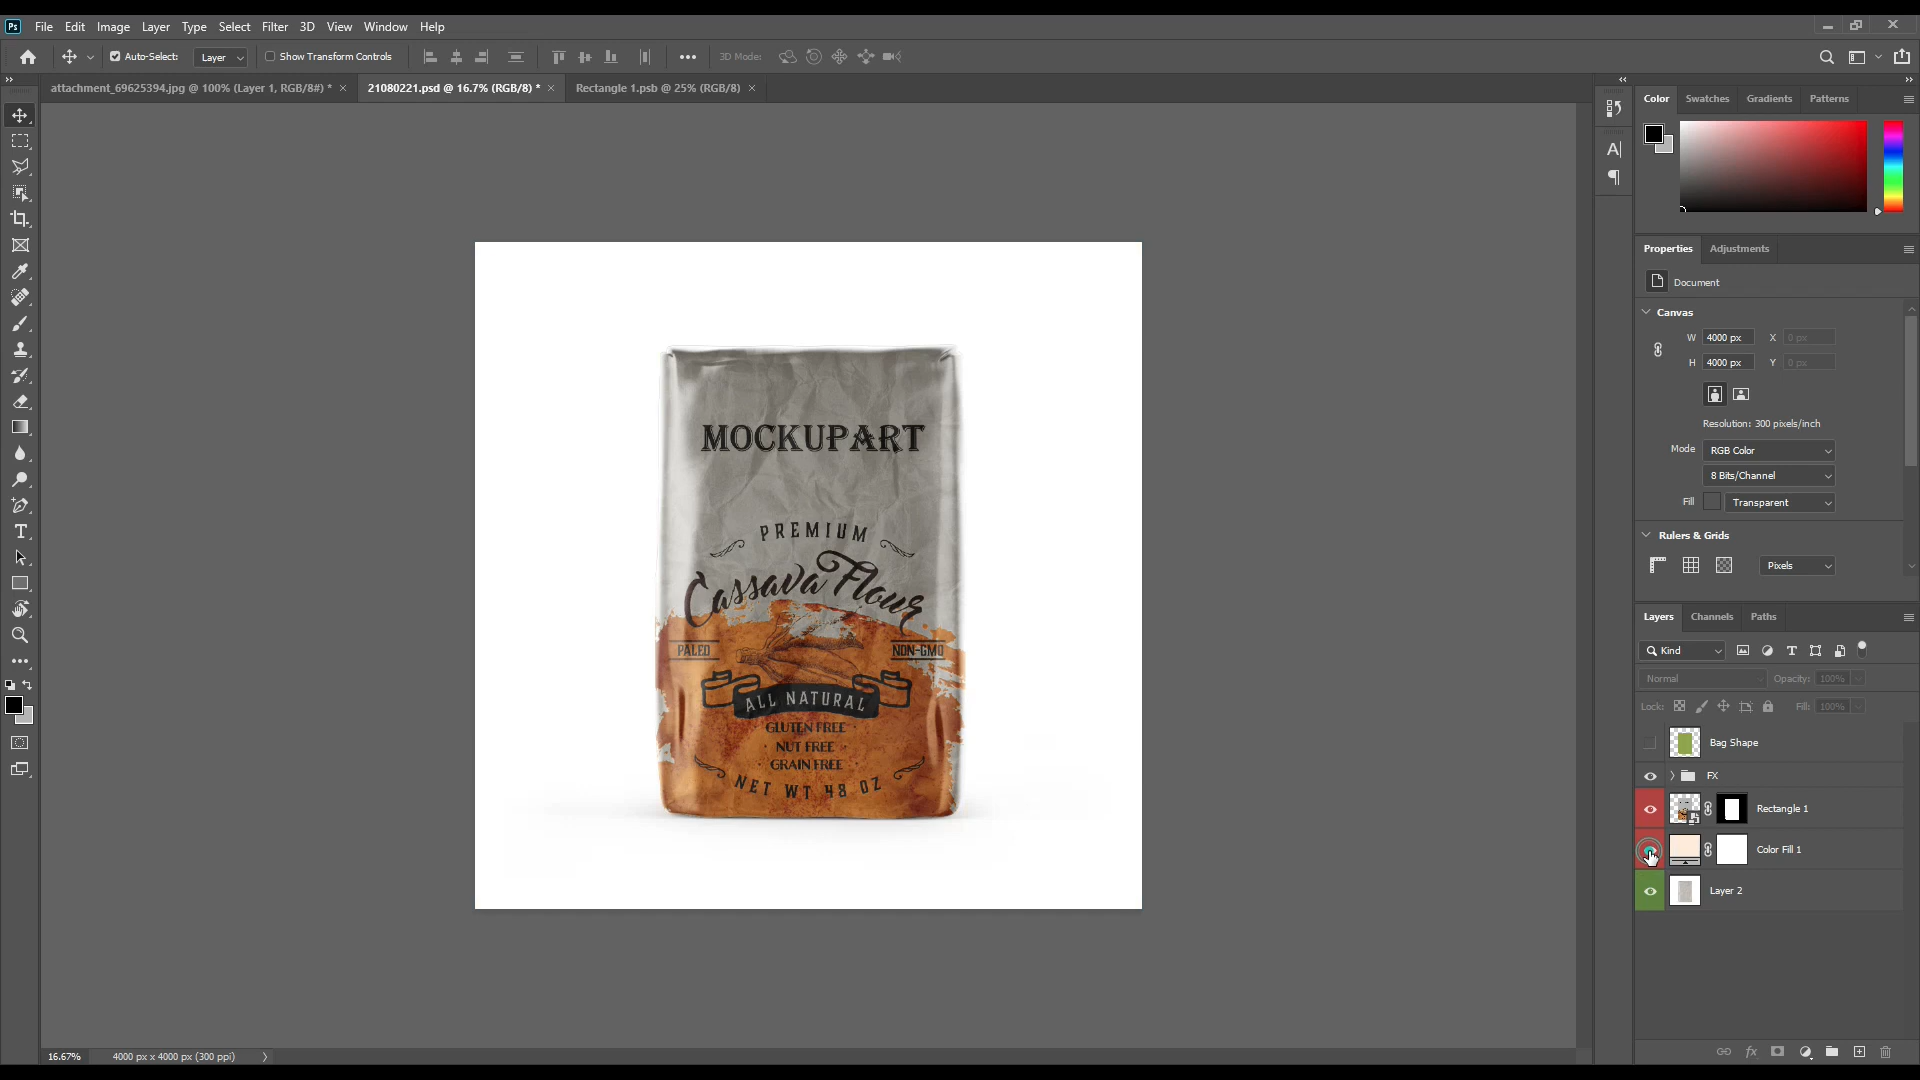 Ps File Edit Image Layer Type Select Filter 3D View Window Help
Auto-Select: Layer Show Transform Controls 3D Mode:
attachment_69625394.jpg @ 100% (Layer 1, RGB/8#) * × 21080221.psd @ 16.7% (RGB/8) * × Rectangle 1.psb @ 25% (RGB/8) ×
Color Swatches Gradients Patterns
Properties Adjustments
Document
Canvas
W 4000 px X 0 px
H 4000 px Y 0 px
Resolution: 300 pixels/inch
Mode RGB Color
8 Bits/Channel
Fill Transparent
Rulers & Grids
Pixels
Layers Channels Paths
Kind
Normal Opacity: 100%
Lock: Fill: 100%
Bag Shape
FX
Rectangle 1
Color Fill 1
Layer 2
MOCKUPART
PREMIUM
Cassava Flour
PALEO NON-GMO
ALL NATURAL
GLUTEN FREE
NUT FREE
· GRAIN FREE ·
NET WT 48 OZ
16.67% 4000 px x 4000 px (300 ppi)